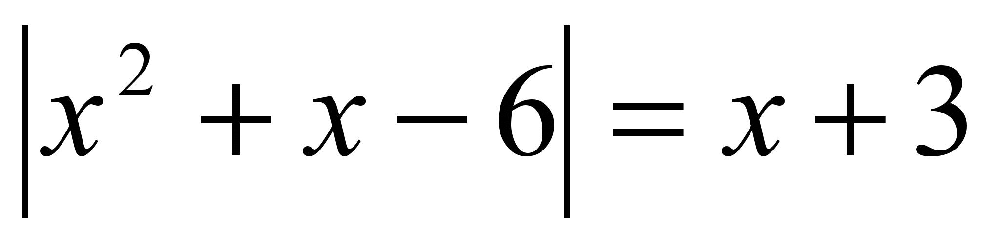 |x² + x − 6| = x + 3